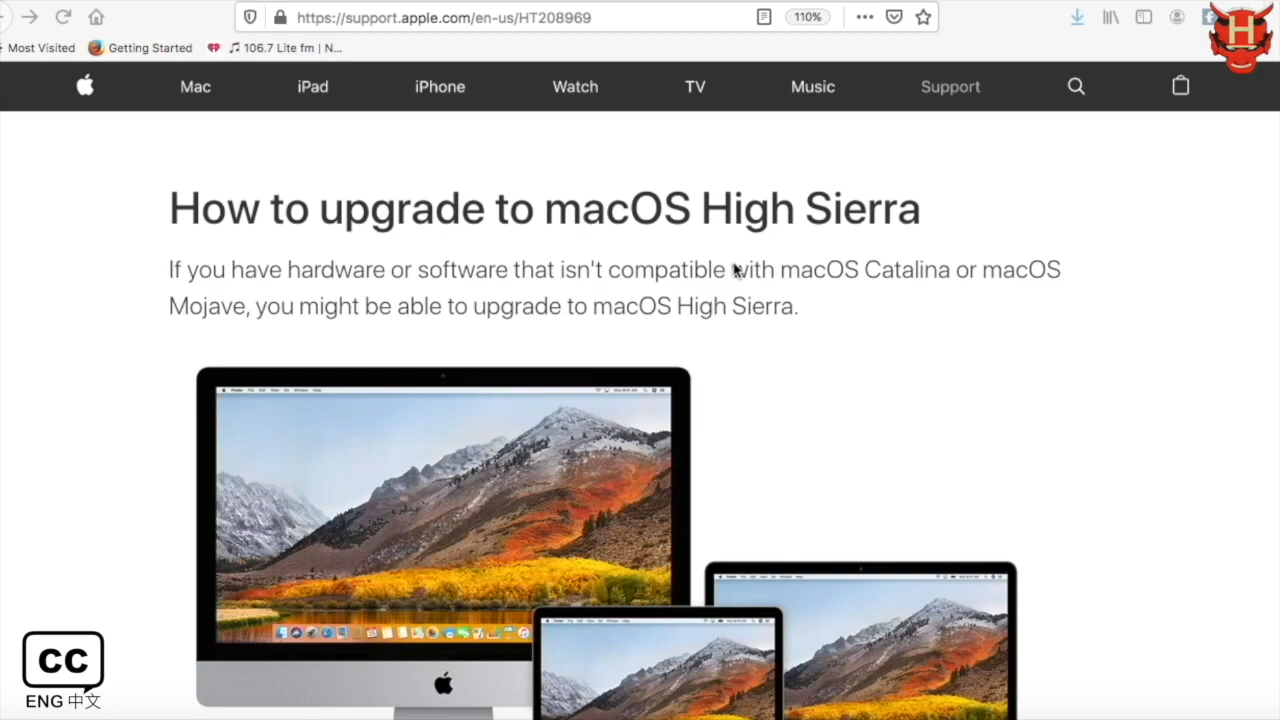 https://support.apple.com/en-us/HT208969
110%
Most Visited
Getting Started
106.7 Lite fm | N...
H
Mac
iPad
iPhone
Watch
TV
Music
Support
How to upgrade to macOS High Sierra
If you have hardware or software that isn't compatible with macOS Catalina or macOS
Mojave, you might be able to upgrade to macOS High Sierra.
CC
ENG 中文